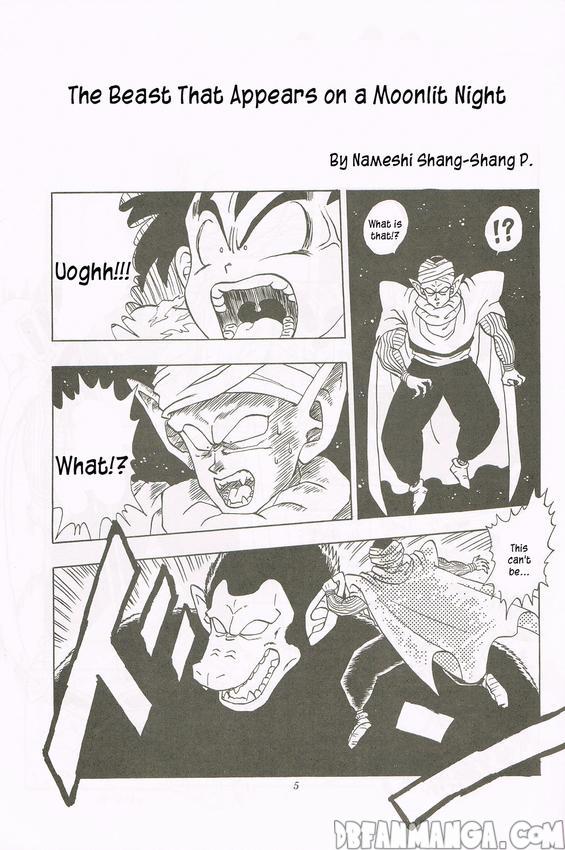 The Beast That Appears on a Moonlit Night
By Nameshi Shang-Shang P.
!?
What is
that!?
Uoghh!!!
What!?
This
can't
be...
5
DBFANMANGA.COM